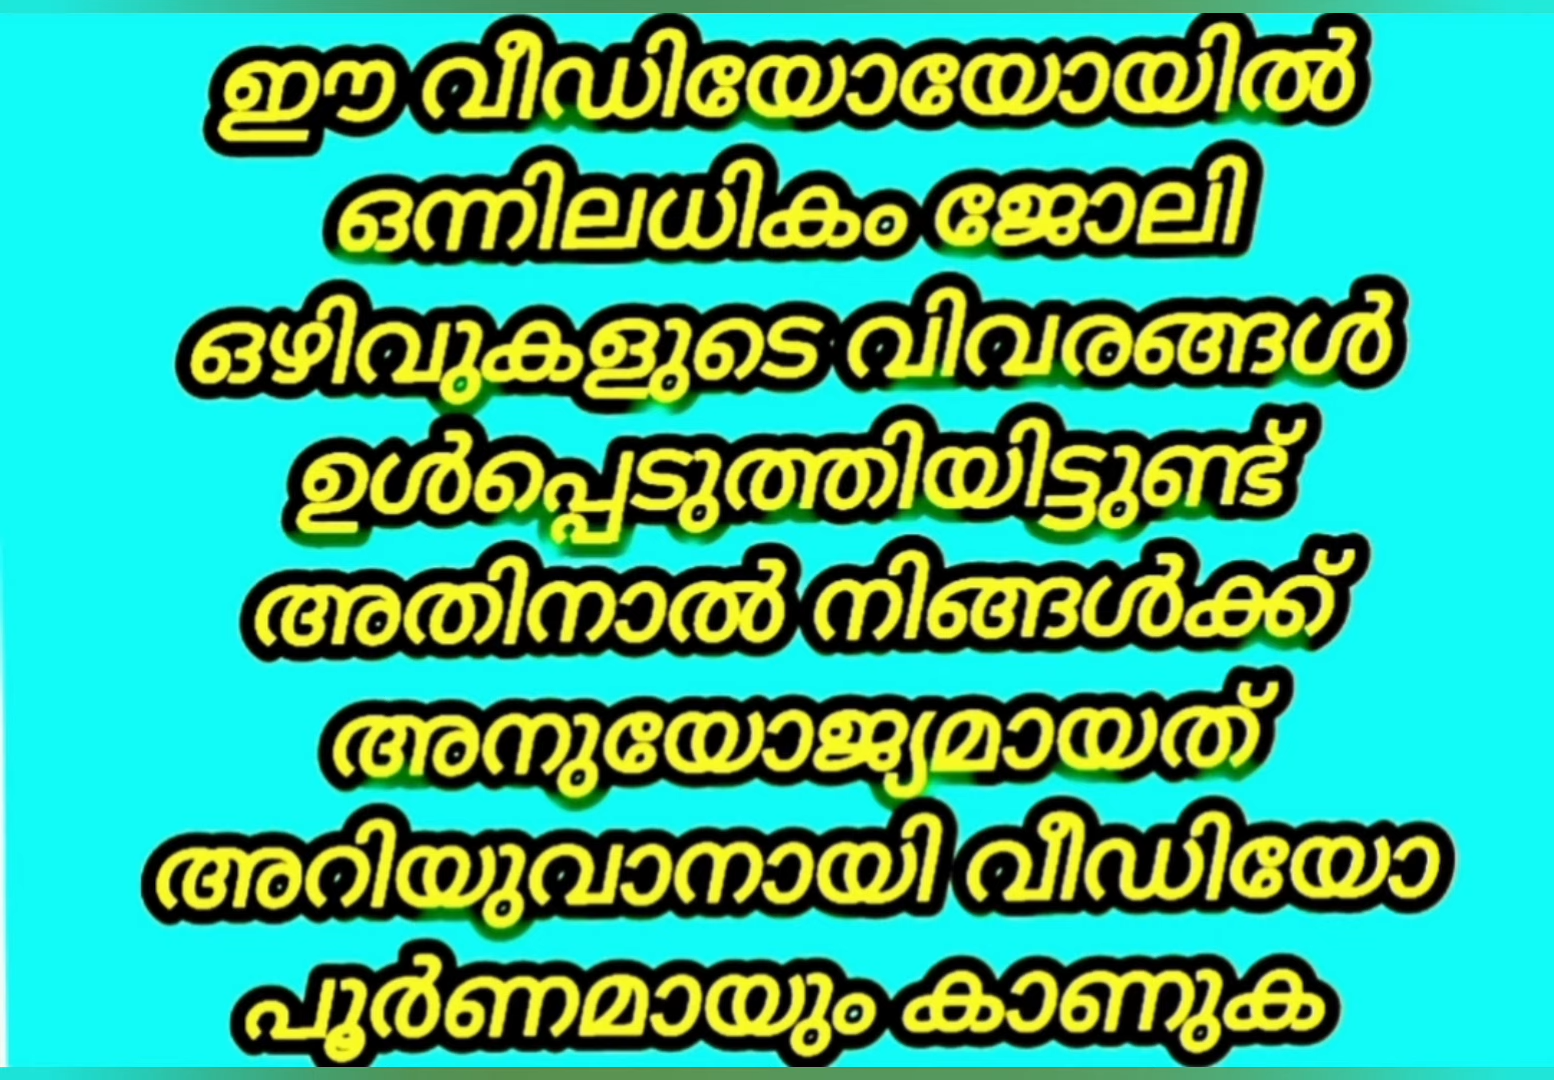 ഈ വീഡിയോയോയിൽ
ഒന്നിലധികം ജോലി
ഒഴിവുകളുടെ വിവരങ്ങൾ
ഉൾപ്പെടുത്തിയിട്ടുണ്ട്
അതിനാൽ നിങ്ങൾക്ക്
അനുയോജ്യമായത്
അറിയുവാനായി വീഡിയോ
പൂർണമായും കാണുക